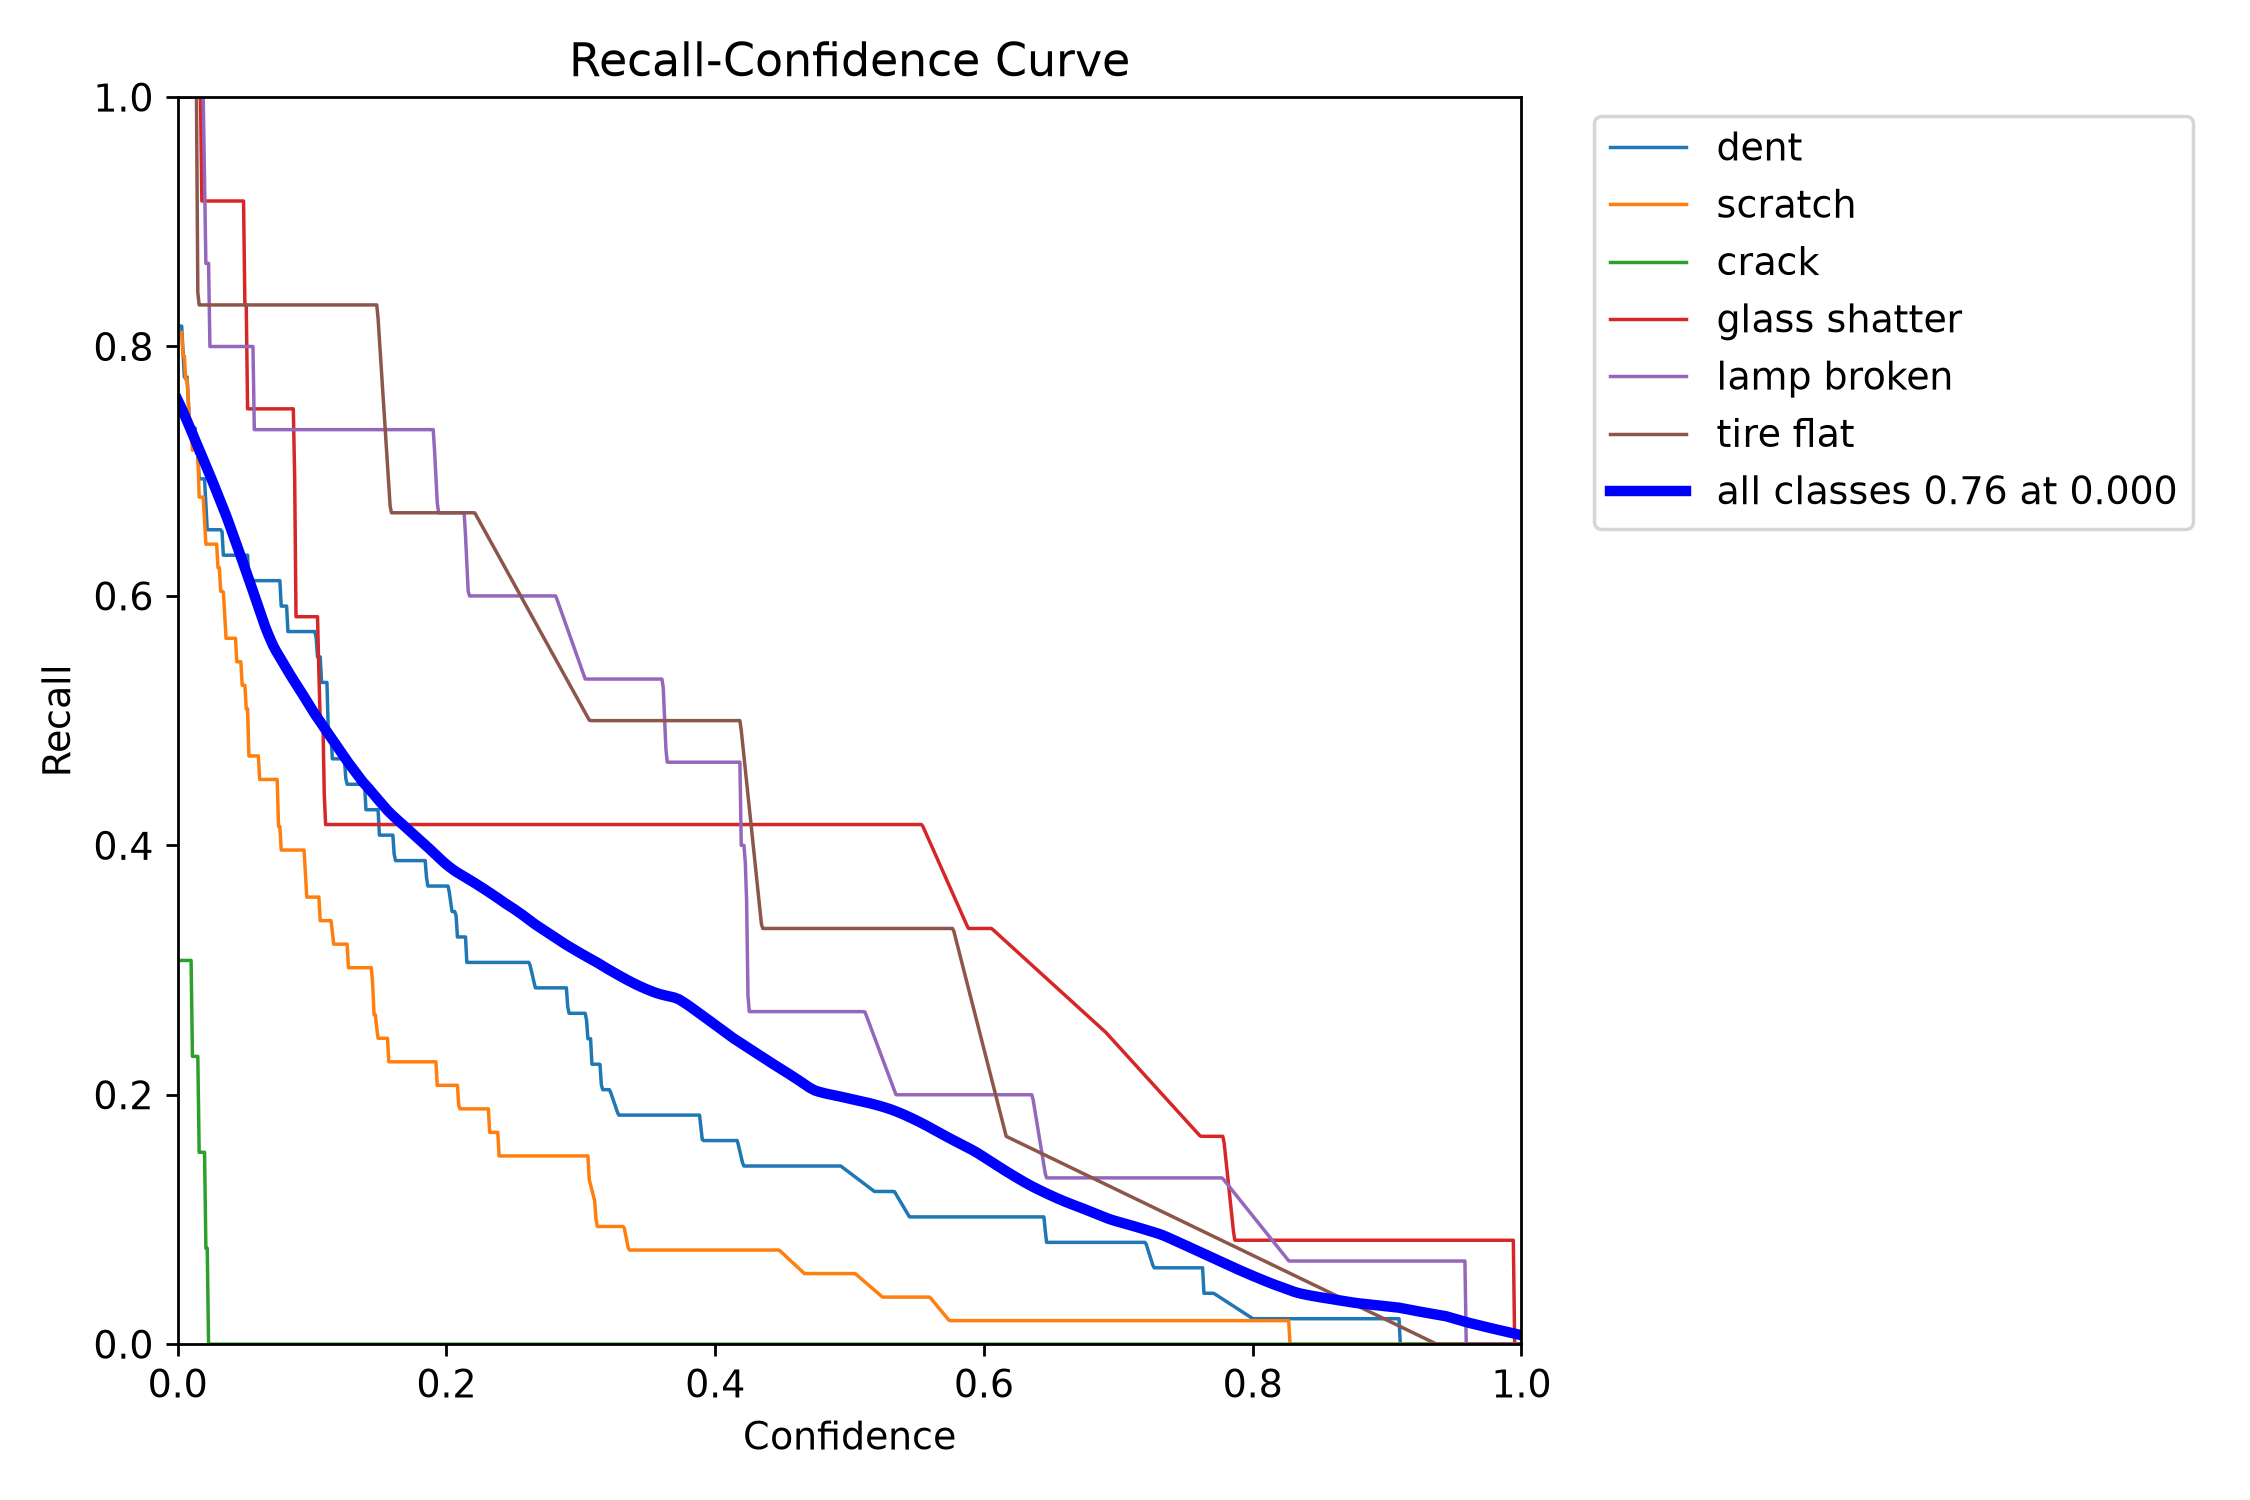 Recall-Confidence Curve
1.0
0.8
0.6
0.4
0.2
0.0
Recall
0.0 0.2 0.4 0.6 0.8 1.0
Confidence
dent
scratch
crack
glass shatter
lamp broken
tire flat
all classes 0.76 at 0.000